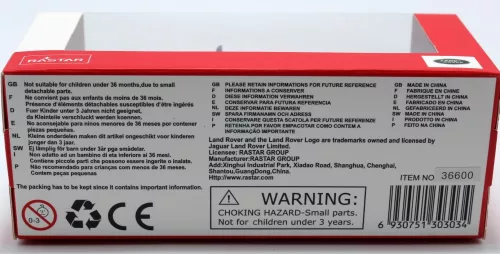 RASTAR
GB Not suitable for children under 36 months,due to small
detachable parts.
F Ne convient pas aux enfants de moins de 36 mois.
Présence d'éléments détachables susceptibles d'être ingérés
D Fuer Kinder unter 3 Jahren nicht geeignet.
da Kleinteile verschluckt werden können.
E No aconsejable para ninos menores de 36 meses por contener
piezas pequeñas.
NL Kleine onderdelen maken dit artikel ongeschikt voor kinderen
jonger dan 3 jaar.
SW Ej lämplig för barn under 3år pga smådelar.
I Non adatto ad un bambino di eta inferiore di 36 mesi.
Contiene piccole parti che possono essere ingerite o inalate.
P Não recomendado para crianças com menos de 36 meses.
Contem peças pequenas
The packing has to be kept since it contains important information.
GB PLEASE RETAIN INFORMATIONS FOR FUTURE REFERENCE
F INFORMATIONS A CONSERVER
D DIESE INFORMATION VERWAHREN
E CONSERVAR PARA FUTURA REFERENCIA
NL DEZE INFORMATIE BEWAREN
SW SPARA FIRMANAMN OCH ADRESS
I CONSERVARE QUESTA SCATOLA PER FUTURI RIFERIMENTI
P RETER POR FAVOR EMPACOTAR COMO CONTÉM A
INFORMAÇÃO IMPORTANTE
Land Rover and the Land Rover Logo are trademarks owned and licensed by
Jaguar Land Rover Limited.
Licensee: RASTAR GROUP
Manufacturer:RASTAR GROUP
Add:Xinghui Industrial Park, Xiadao Road, Shanghua, Chenghai,
Shantou,GuangDong,China.
Http://www.rastar.com
GB MADE IN CHINA
F FABRIQUE EN CHINE
D HERGESTELLT IN CHINA
E FABRICADO EN CHINA
NL GEFABRICEERD IN CHINA
SW MADE IN CHINA
I PRODOTTO IN CINA
P FEITO NA CHINA
ITEM NO 36600
0-3
CE
WARNING:
CHOKING HAZARD-Small parts.
Not for children under 3 years.
6 930751 303034